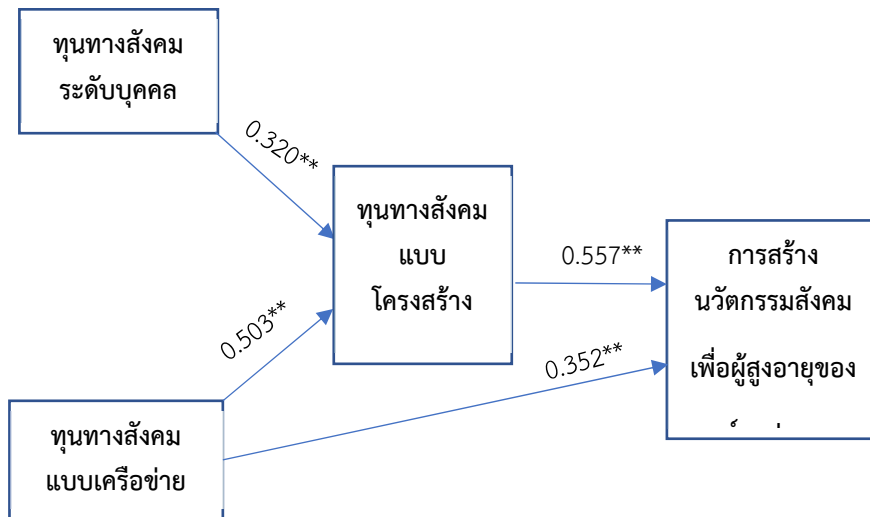 ทุนทางสังคม
ระดับบุคคล
0.320**
ทุนทางสังคม
แบบ
โครงสร้าง
0.557**
การสร้าง
นวัตกรรมสังคม
เพื่อผู้สูงอายุของ
0.503**
0.352**
ทุนทางสังคม
แบบเครือข่าย